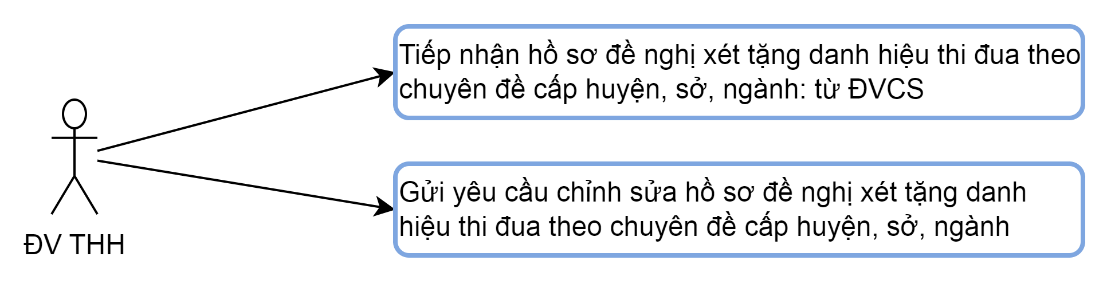 Tiếp nhận hồ sơ đề nghị xét tặng danh hiệu thi đua theo
chuyên đề cấp huyện, sở, ngành: từ ĐVCS
Gửi yêu cầu chỉnh sửa hồ sơ đề nghị xét tặng danh
hiệu thi đua theo chuyên đề cấp huyện, sở, ngành
ĐV THH